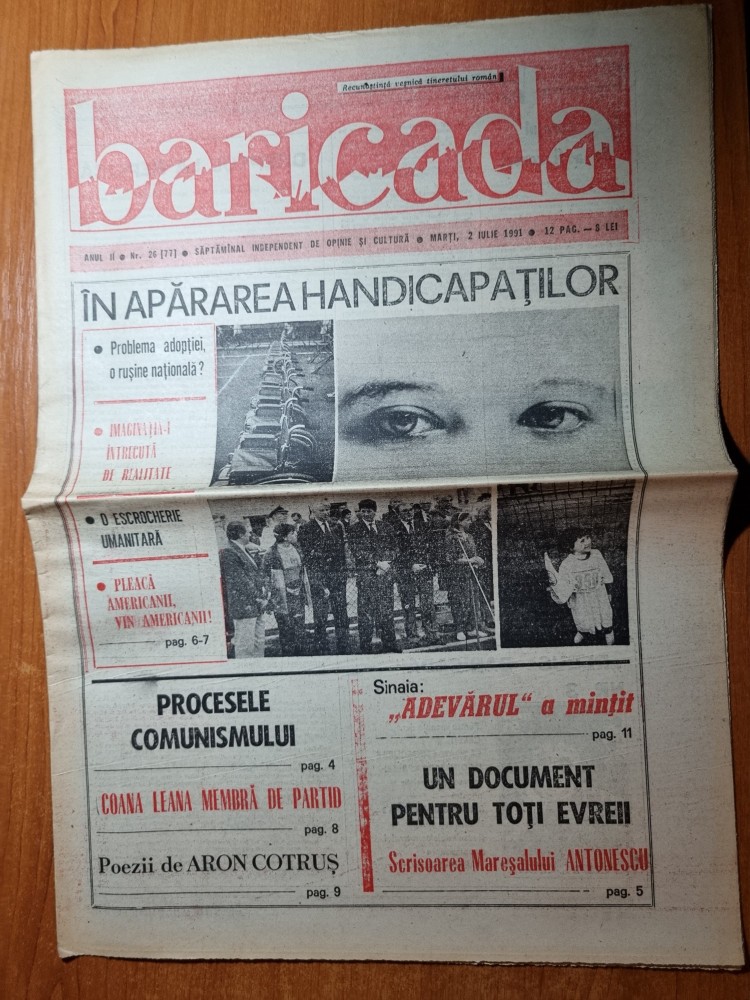 Recunoștință veșnică tineretului român
baricada
ANUL II ● Nr. 26 [77] ● SĂPTĂMÎNAL INDEPENDENT DE OPINIE ȘI CULTURĂ ● MARȚI, 2 IULIE 1991 ● 12 PAG. — 8 LEI
ÎN APĂRAREA HANDICAPAȚILOR
● Problema adopției,
o rușine națională ?
● IMAGINAȚIA-I
ÎNTRECUTĂ
DE REALITATE
● O ESCROCHERIE
UMANITARĂ
● PLEACĂ
AMERICANII,
VIN AMERICANII!
pag. 6-7
PROCESELE
COMUNISMULUI
pag. 4
COANA LEANA MEMBRĂ DE PARTID
pag. 8
Poezii de ARON COTRUȘ
pag. 9
Sinaia:
„ADEVĂRUL“ a mințit
pag. 11
UN DOCUMENT
PENTRU TOȚI EVREII
Scrisoarea Mareșalului ANTONESCU
pag. 5